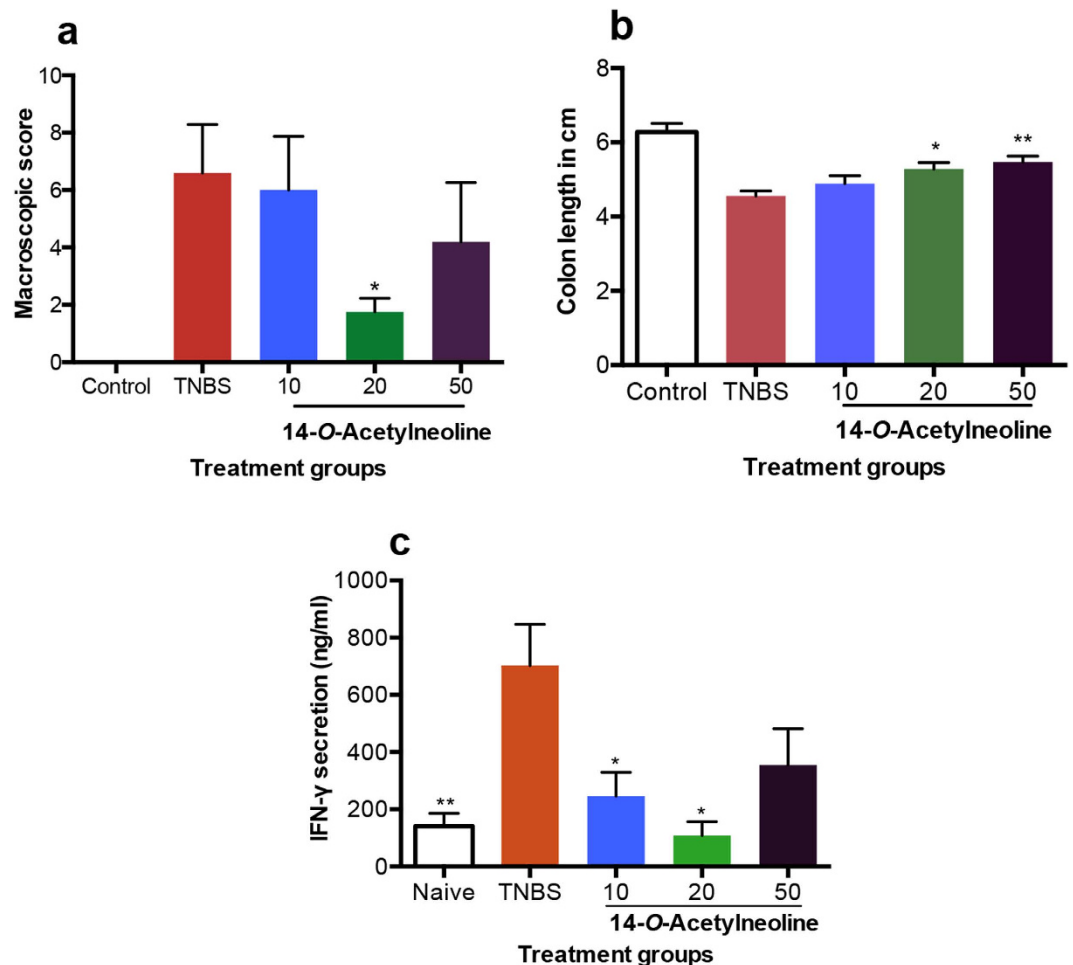 a
Macroscopic score
10
8
6
4
2
0
Control TNBS 10 20 50
*
14-O-Acetylneoline
Treatment groups
b
Colon length in cm
8
6
4
2
0
* **
Control TNBS 10 20 50
14-O-Acetylneoline
Treatment groups
c
IFN-γ secretion (ng/ml)
1000
800
600
400
200
0
** * *
Naive TNBS 10 20 50
14-O-Acetylneoline
Treatment groups